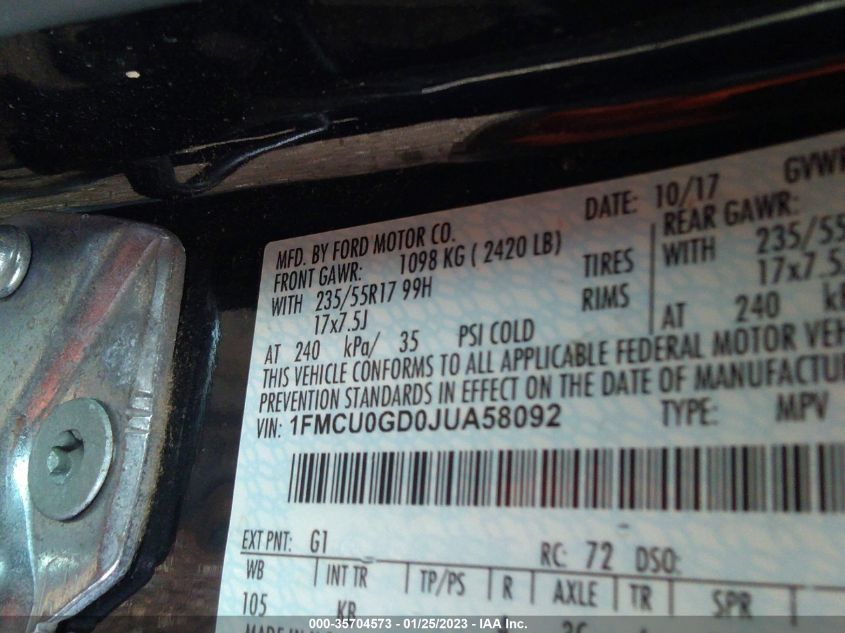 DATE: 10/17
MFD. BY FORD MOTOR CO.
FRONT GAWR: 1098 KG ( 2420 LB)
REAR GAWR:
WITH 235/55R17 99H TIRES
WITH 235/55
17x7.5J RIMS
17x7.5
AT 240 kPa/ 35 PSI COLD
AT 240
THIS VEHICLE CONFORMS TO ALL APPLICABLE FEDERAL MOTOR
PREVENTION STANDARDS IN EFFECT ON THE DATE OF
VIN: 1FMCU0GD0JUA58092 TYPE: MPV
EXT PNT: G1 RC: 72 DSO:
WB INT TR TP/PS R AXLE TR SPR
105 KB
000-35704573 - 01/25/2023 - IAA Inc.